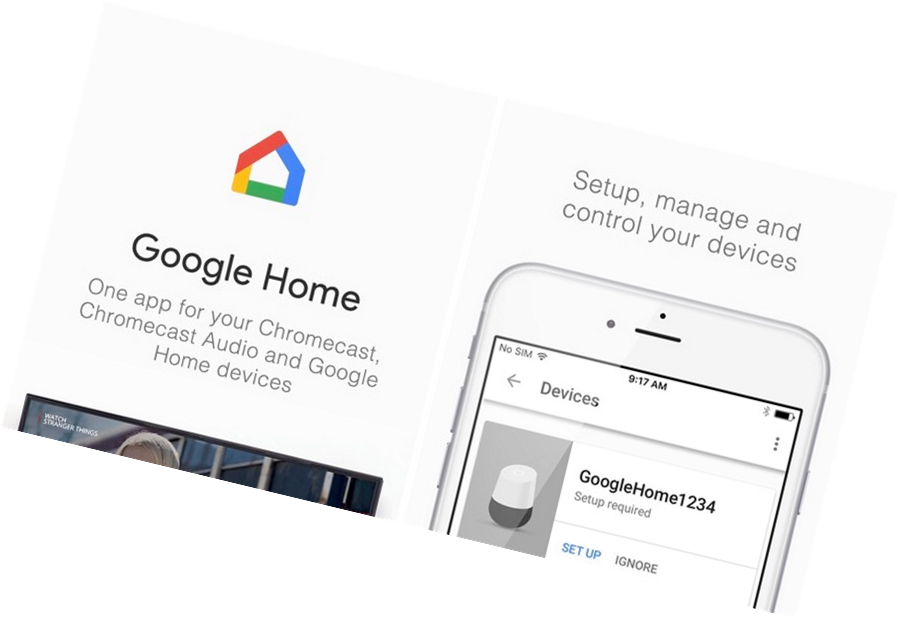 Google Home
One app for your Chromecast,
Chromecast Audio and Google
Home devices
WATCH
STRANGER THINGS
Setup, manage and
control your devices
No SIM
9:17 AM
Devices
GoogleHome1234
Setup required
SET UP IGNORE